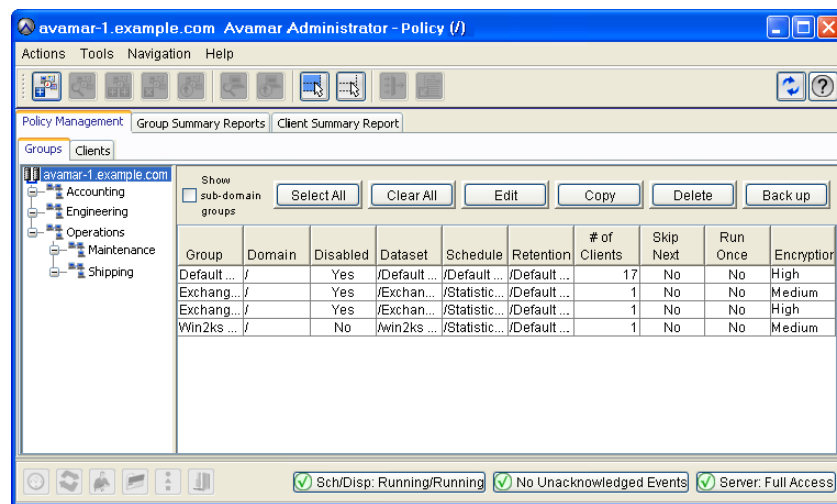 avamar-1.example.com Avamar Administrator - Policy (/)
Actions Tools Navigation Help
Policy Management Group Summary Reports Client Summary Report
Groups Clients
avamar-1.example.com
Accounting
Engineering
Operations
Maintenance
Shipping
Show sub-domain groups
Select All Clear All Edit Copy Delete Back up
Group Domain Disabled Dataset Schedule Retention # of Clients Skip Next Run Once Encryption
Default ... / Yes /Default ... /Default ... /Default ... 17 No No High
Exchang... / Yes /Exchan... /Statistic... /Default ... 1 No No Medium
Exchang... / Yes /Exchan... /Statistic... /Default ... 1 No No High
Win2ks ... / No /win2ks ... /Statistic... /Default ... 1 No No Medium
Sch/Disp: Running/Running No Unacknowledged Events Server: Full Access